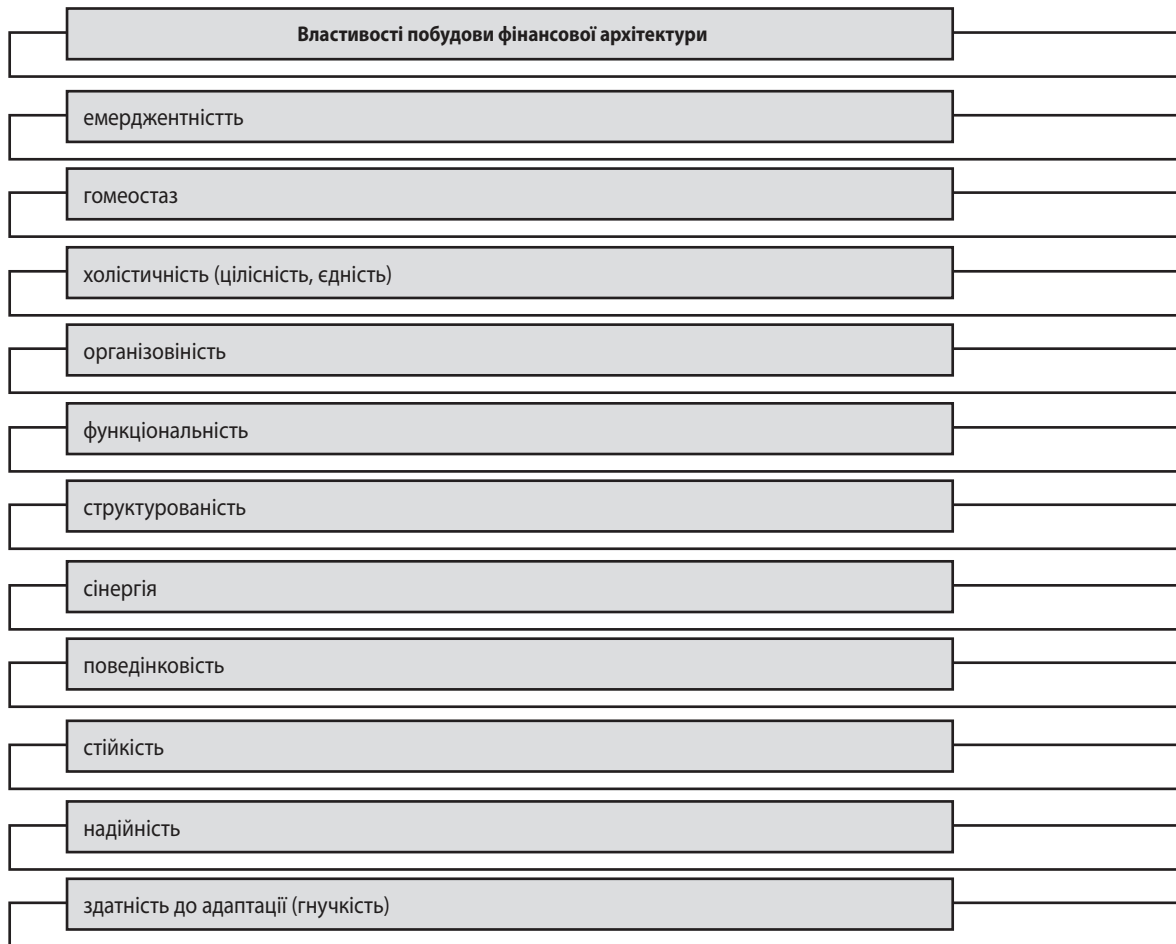 Властивості побудови фінансової архітектури
емерджентністть
гомеостаз
холістичність (цілісність, єдність)
організовіність
функціональність
структурованість
сінергія
поведінковість
стійкість
надійність
здатність до адаптації (гнучкість)